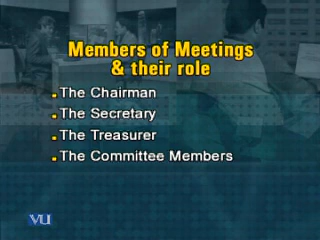 Members of Meetings
& their role
The Chairman
The Secretary
The Treasurer
The Committee Members
VU